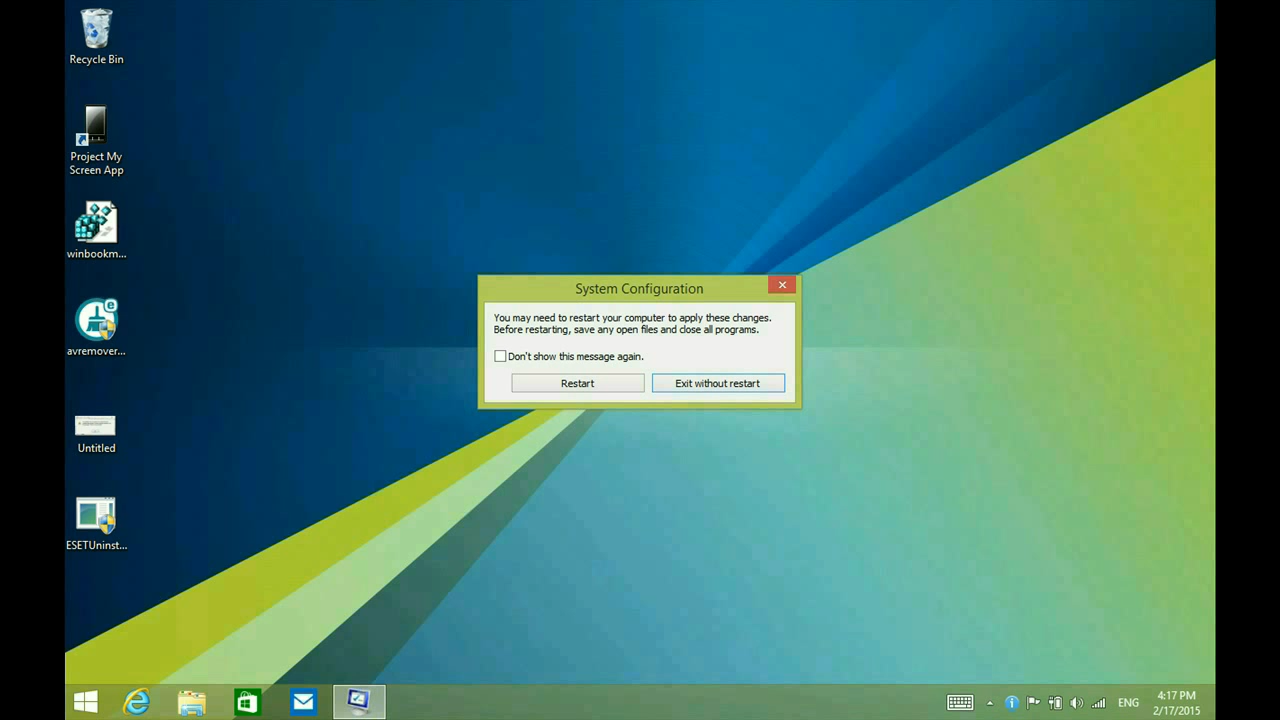 Recycle Bin
Project My
Screen App
winbookm...
avremover...
Untitled
ESETUninst...
System Configuration
You may need to restart your computer to apply these changes.
Before restarting, save any open files and close all programs.
Don't show this message again.
Restart
Exit without restart
ENG
4:17 PM
2/17/2015